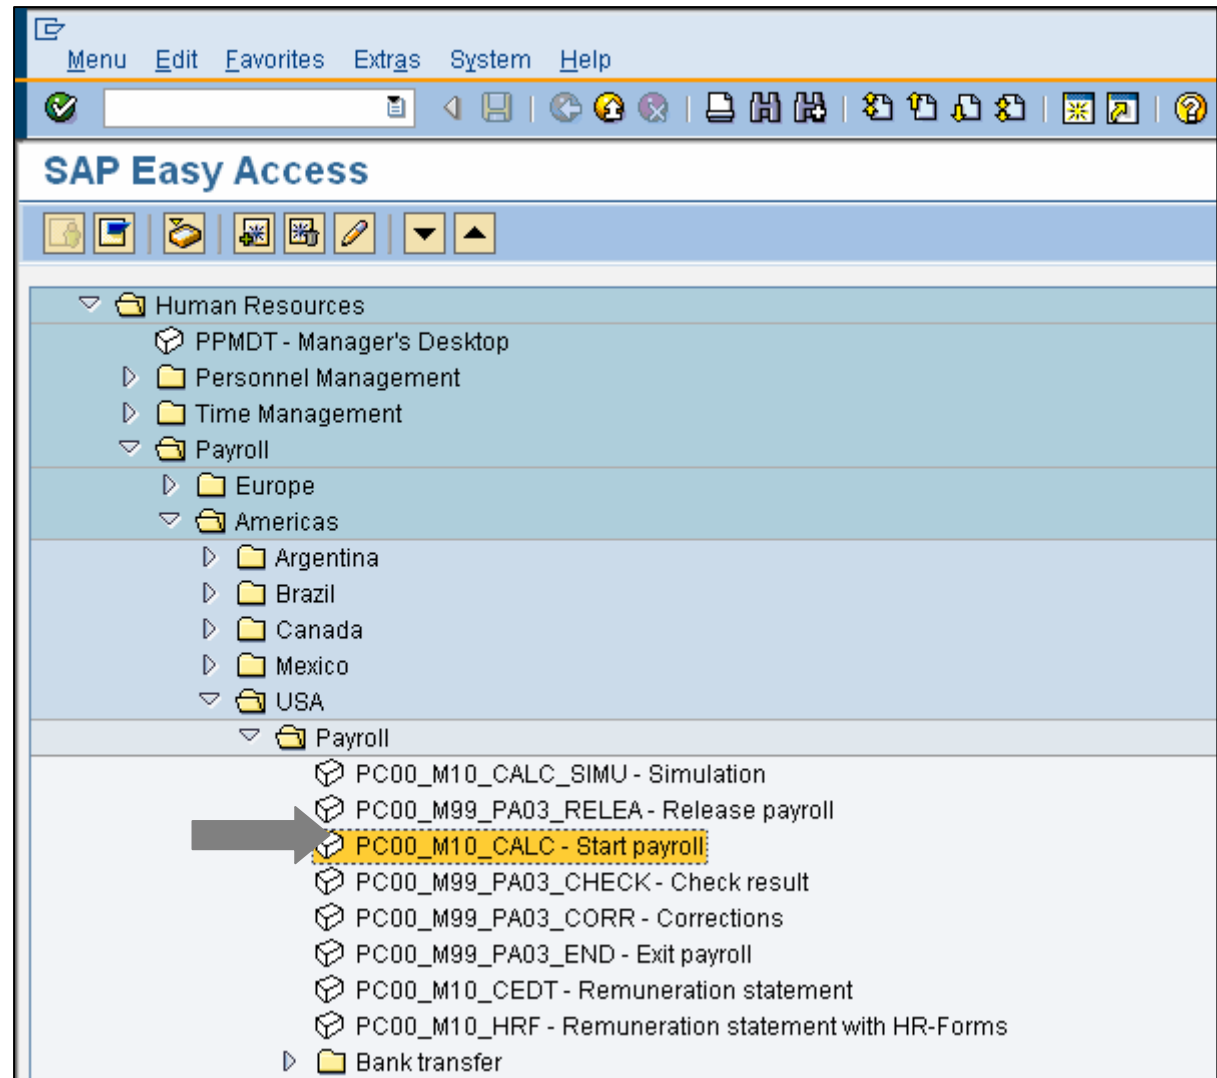 Menu Edit Favorites Extras System Help
SAP Easy Access
Human Resources
PPMDT - Manager's Desktop
Personnel Management
Time Management
Payroll
Europe
Americas
Argentina
Brazil
Canada
Mexico
USA
Payroll
PC00_M10_CALC_SIMU - Simulation
PC00_M99_PA03_RELEA - Release payroll
PC00_M10_CALC - Start payroll
PC00_M99_PA03_CHECK - Check result
PC00_M99_PA03_CORR - Corrections
PC00_M99_PA03_END - Exit payroll
PC00_M10_CEDT - Remuneration statement
PC00_M10_HRF - Remuneration statement with HR-Forms
Bank transfer